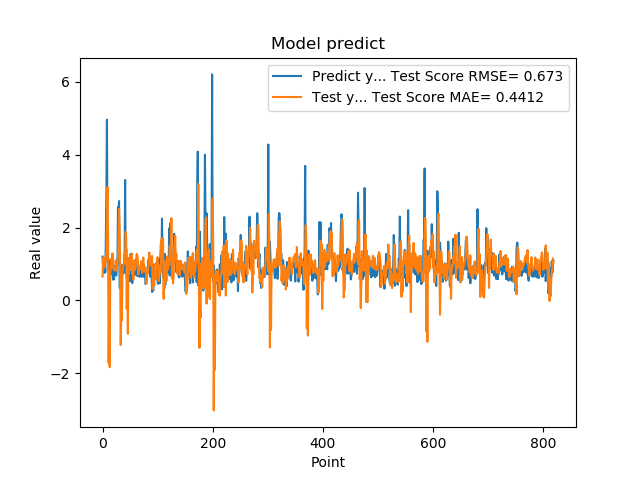 Model predict
Predict y... Test Score RMSE= 0.673
Test y... Test Score MAE= 0.4412
6
4
2
0
−2
Real value
0 200 400 600 800
Point